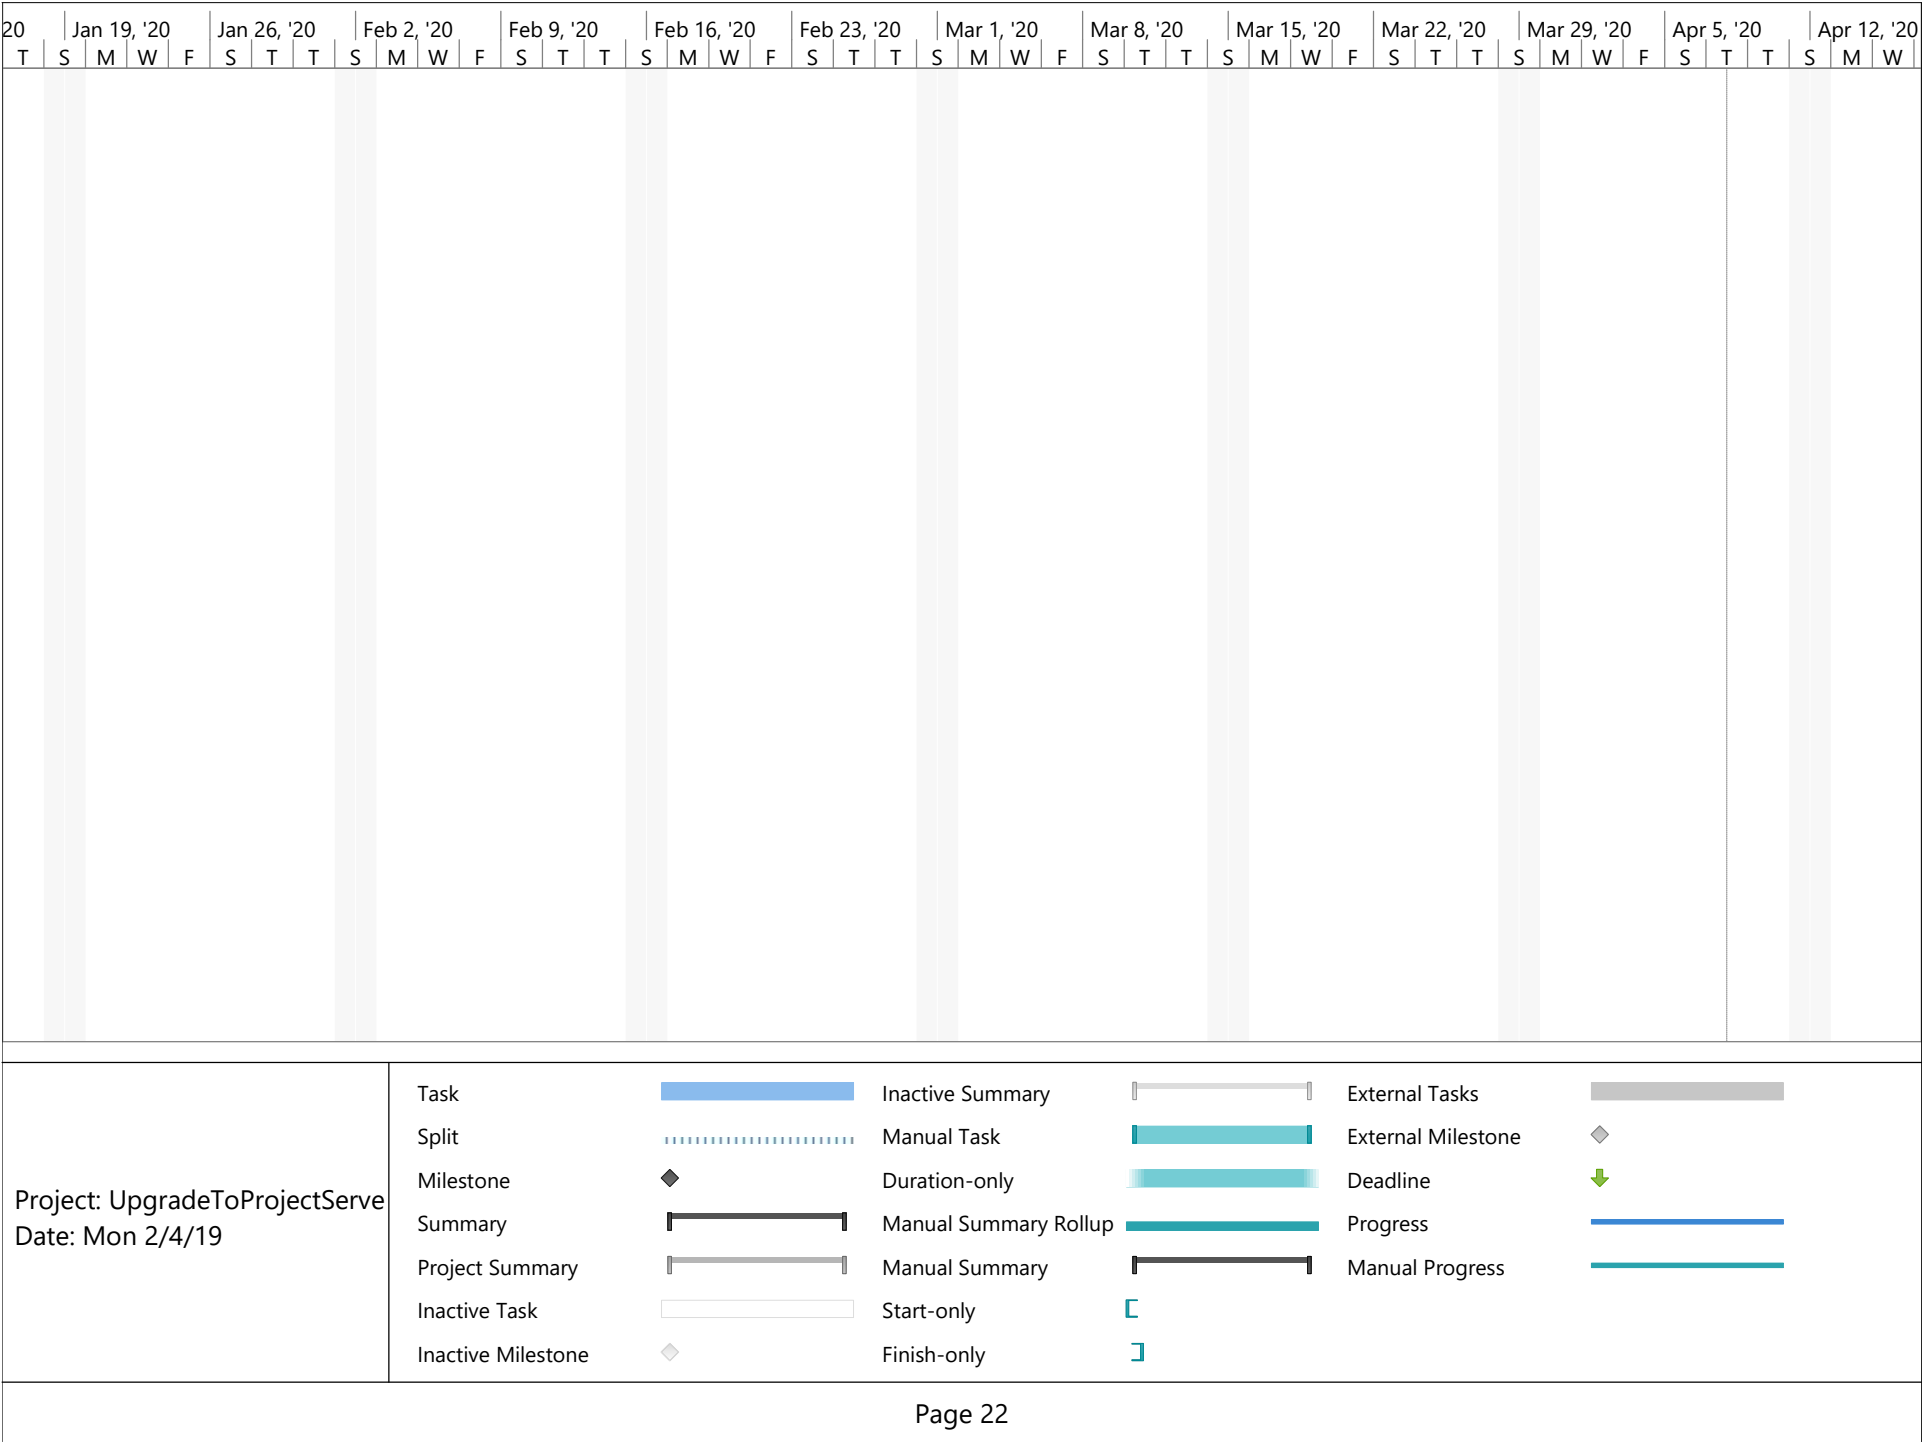 20 Jan 19, '20 Jan 26, '20 Feb 2, '20 Feb 9, '20 Feb 16, '20 Feb 23, '20 Mar 1, '20 Mar 8, '20 Mar 15, '20 Mar 22, '20 Mar 29, '20 Apr 5, '20 Apr 12, '20
T S M W F S T T S M W F S T T S M W F S T T S M W F S T T S M W F S T T S M W F S T T S M W
Task Inactive Summary External Tasks
Split Manual Task External Milestone
Milestone Duration-only Deadline
Summary Manual Summary Rollup Progress
Project Summary Manual Summary Manual Progress
Inactive Task Start-only
Inactive Milestone Finish-only
Project: UpgradeToProjectServe
Date: Mon 2/4/19
Page 22